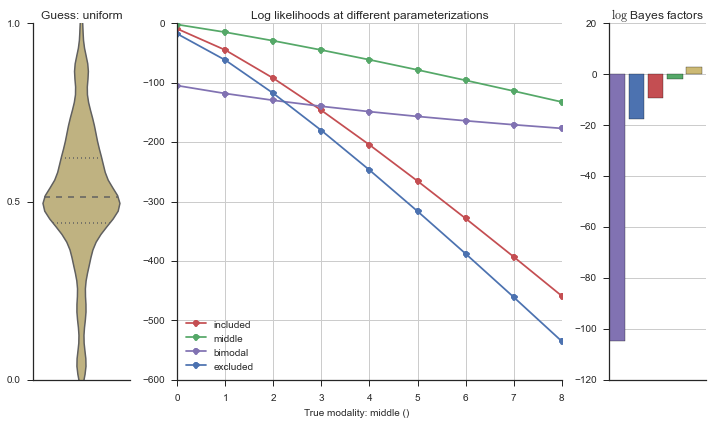 Guess: uniform
1.0
0.5
0.0
Log likelihoods at different parameterizations
0
−100
−200
−300
−400
−500
−600
included
middle
bimodal
excluded
0 1 2 3 4 5 6 7 8
True modality: middle ()
log Bayes factors
20
0
−20
−40
−60
−80
−100
−120